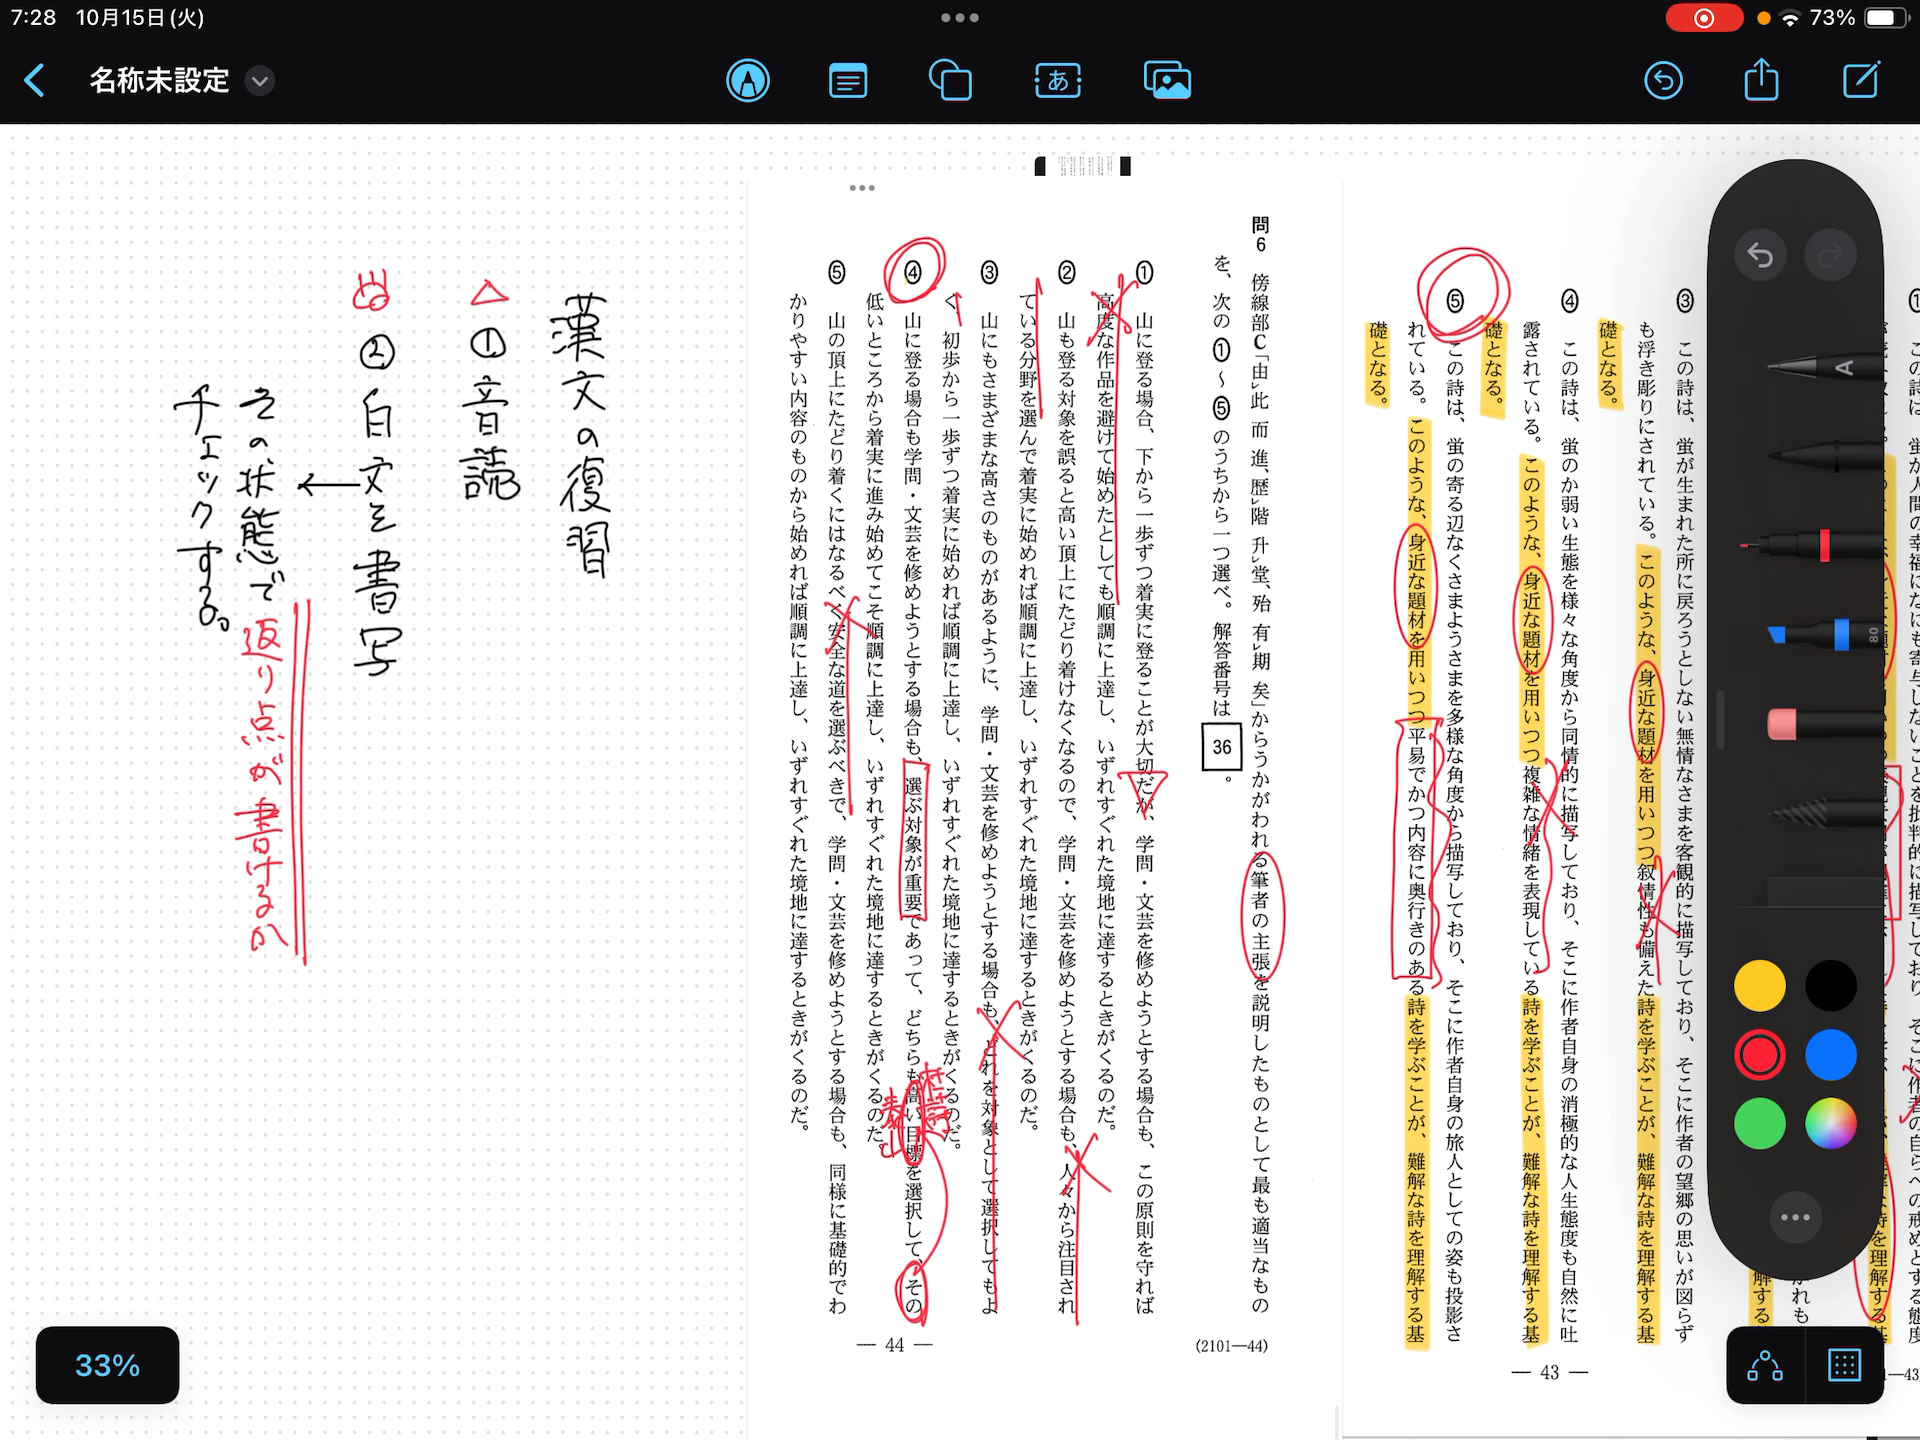 7:28 10月15日(火)
73%
名称未設定
あ
漢文の復習
△①音読
②白文を書写
←その状態で返り点が書けるか
チェックする。
問6 傍線部C「由㆑此 而 進、歴㆑階 升㆑堂、殆 有㆑期 矣」からうかがわれる筆者の主張を説明したものとして最も適当なもの
を、次の①~⑤のうちから一つ選べ。解答番号は 36 。
① 山に登る場合、下から一歩ずつ着実に登ることが大切だが、学問・文芸を修めようとする場合も、この原則を守れば
高度な作品を避けて始めたとしても順調に上達し、いずれすぐれた境地に達するときがくるのだ。
② 山も登る対象を誤ると高い頂上にたどり着けなくなるので、学問・文芸を修めようとする場合も、人々から注目され
ている分野を選んで着実に始めれば順調に上達し、いずれすぐれた境地に達するときがくるのだ。
③ 山にもさまざまな高さのものがあるように、学問・文芸を修めようとする場合も、どれを対象として選択してもよ
く、初歩から一歩ずつ着実に始めれば順調に上達し、いずれすぐれた境地に達するときがくるのだ。
④ 山に登る場合も学問・文芸を修めようとする場合も、選ぶ対象が重要であって、どちらも高い目標を選択して、その
低いところから着実に進み始めてこそ順調に上達し、いずれすぐれた境地に達するときがくるのだ。
⑤ 山の頂上にたどり着くにはなるべく安全な道を選ぶべきで、学問・文芸を修めようとする場合も、同様に基礎的でわ
かりやすい内容のものから始めれば順調に上達し、いずれすぐれた境地に達するときがくるのだ。
泰山
— 44 —
(2101—44)
③ この詩は、蛍が生まれた所に戻ろうとしない無情なさまを客観的に描写しており、そこに作者の望郷の思いが図らず
も浮き彫りにされている。このような、身近な題材を用いつつ叙情性も備えた詩を学ぶことが、難解な詩を理解する基
礎となる。
④ この詩は、蛍のか弱い生態を様々な角度から同情的に描写しており、そこに作者自身の消極的な人生態度も自然に吐
露されている。このような、身近な題材を用いつつ複雑な情緒を表現している詩を学ぶことが、難解な詩を理解する基
礎となる。
⑤ この詩は、蛍の寄る辺なくさまようさまを多様な角度から描写しており、そこに作者自身の旅人としての姿も投影さ
れている。このような、身近な題材を用いつつ平易でかつ内容に奥行きのある詩を学ぶことが、難解な詩を理解する基
礎となる。
— 43 —
A
80
33%